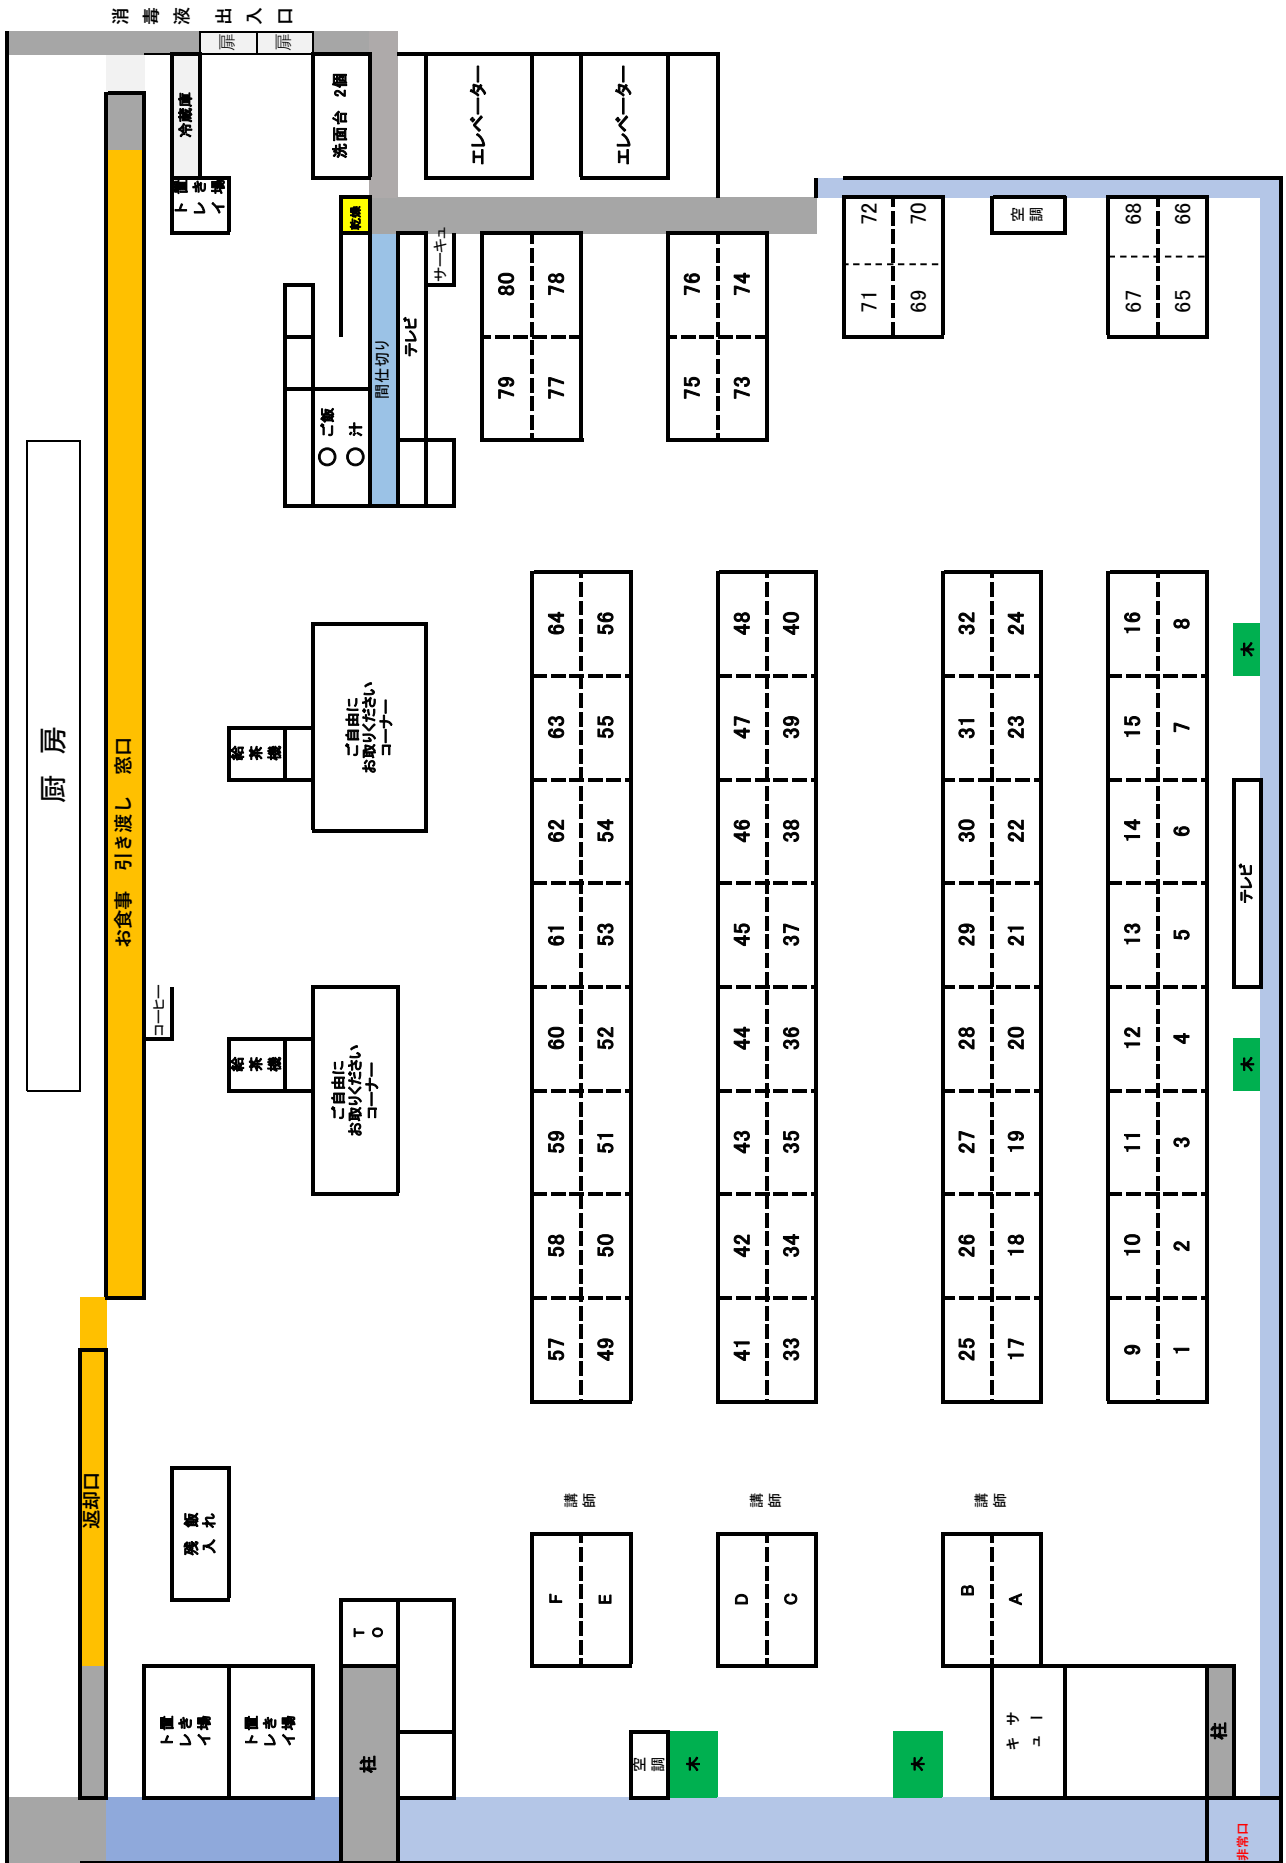 消毒液 出入口
扉
扉
冷蔵庫
洗面台 2個
エレベーター
エレベーター
トレイ
置き場
乾燥
サーキュ
間仕切り
テレビ
ご飯
汁
80
78
79
77
76
74
75
73
72
70
71
69
空調
68
66
67
65
厨 房
お食事 引き渡し 窓口
コーヒー
給茶機
給茶機
ご自由に
お取りください
コーナー
ご自由に
お取りください
コーナー
64 63 62 61 60 59 58 57
56 55 54 53 52 51 50 49
48 47 46 45 44 43 42 41
40 39 38 37 36 35 34 33
32 31 30 29 28 27 26 25
24 23 22 21 20 19 18 17
16 15 14 13 12 11 10 9
8 7 6 5 4 3 2 1
木
テレビ
木
返却口
残飯
入れ
講師
講師
講師
F
E
D
C
B
A
TO
トレイ
置き場
トレイ
置き場
柱
空調
木
木
サー
キュ
柱
非常口